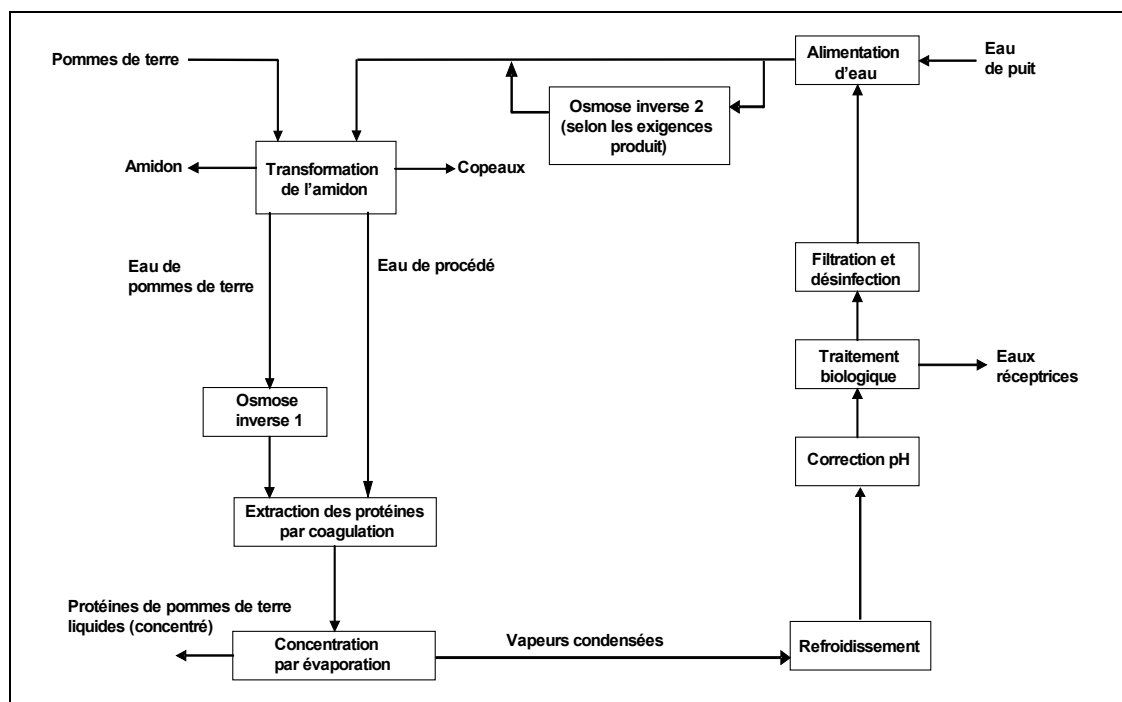 Pommes de terre
Alimentation
d'eau
Eau
de puit
Osmose inverse 2
(selon les exigences
produit)
Amidon
Transformation
de l'amidon
Copeaux
Eau de
pommes de terre
Eau de procédé
Filtration et
désinfection
Traitement
biologique
Eaux
réceptrices
Osmose
inverse 1
Correction pH
Extraction des protéines
par coagulation
Protéines de pommes de terre
liquides (concentré)
Concentration
par évaporation
Vapeurs condensées
Refroidissement